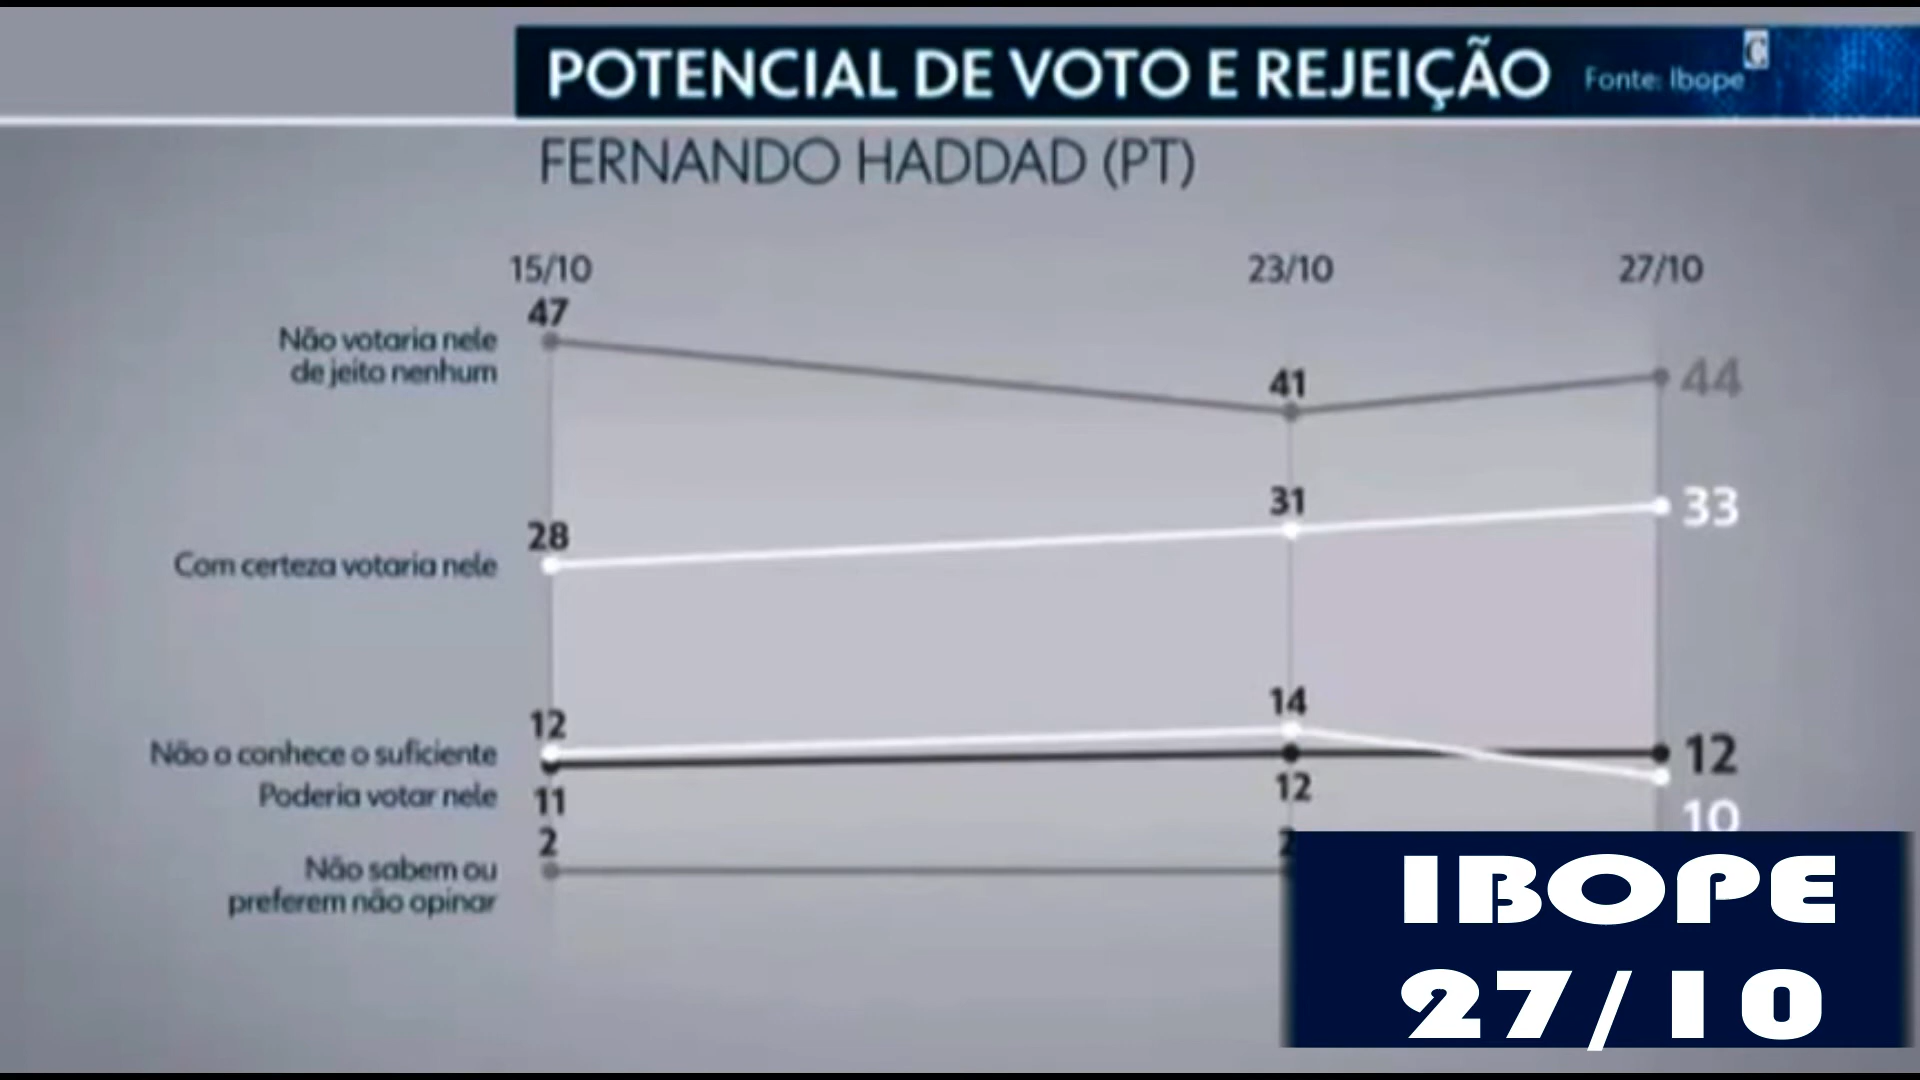 POTENCIAL DE VOTO E REJEIÇÃO
Fonte: Ibope
G
FERNANDO HADDAD (PT)
15/10 23/10 27/10
47
Não votaria nele
de jeito nenhum
41
44
28
Com certeza votaria nele
31
33
12
14
Não o conhece o suficiente
12
Poderia votar nele
11
12
10
2
2
Não sabem ou
preferem não opinar
IBOPE
27/10